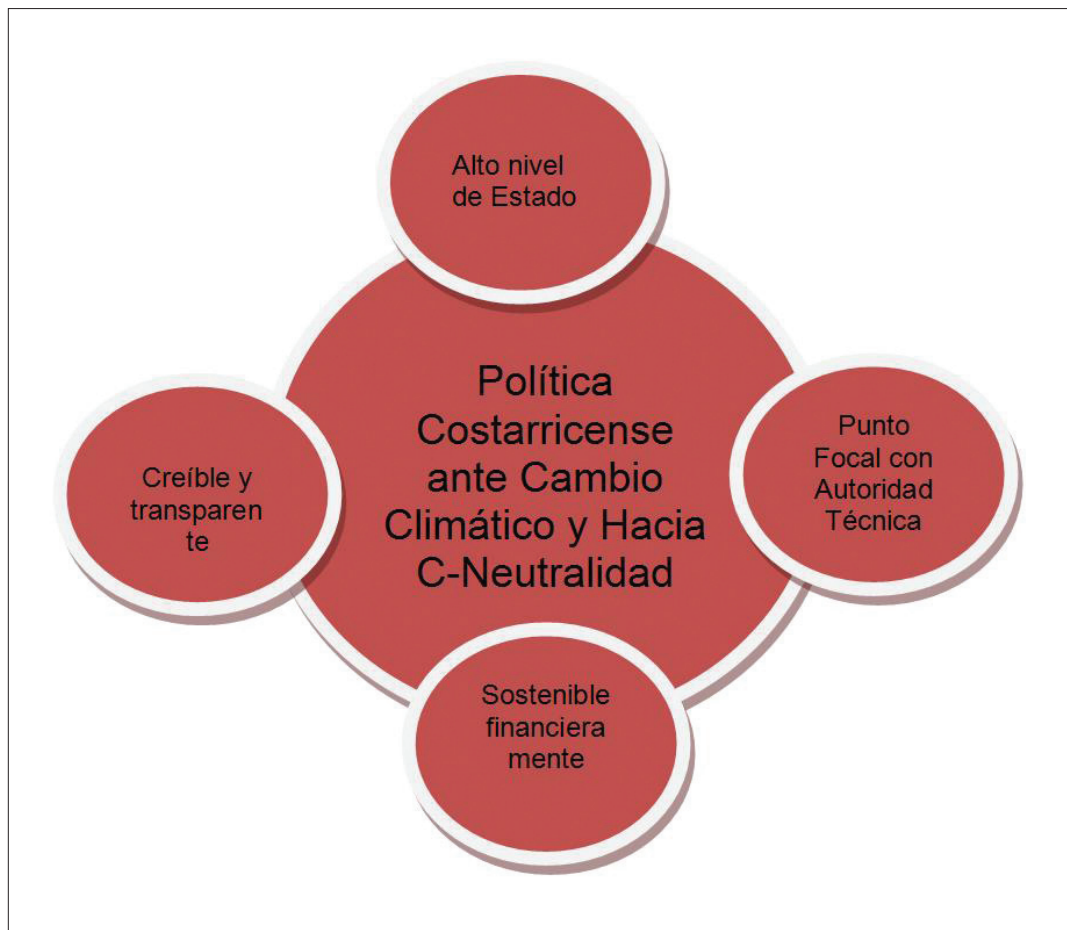 Alto nivel
de Estado
Política
Costarricense
ante Cambio
Climático y Hacia
C-Neutralidad
Punto
Focal con
Autoridad
Técnica
Creíble y
transparen
te
Sostenible
financiera
mente